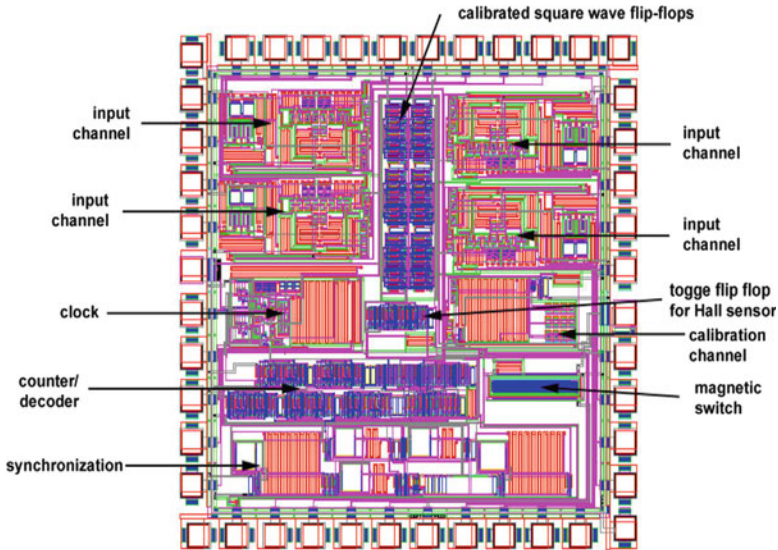 calibrated square wave flip-flops
input
channel
input
channel
input
channel
input
channel
clock
togge flip flop
for Hall sensor
calibration
channel
counter/
decoder
magnetic
switch
synchronization